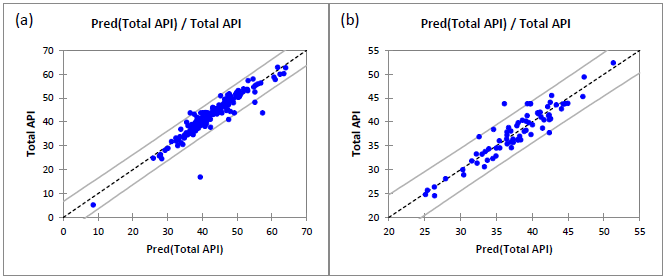 (a)
Pred(Total API) / Total API
Total API
70
60
50
40
30
20
10
0
0 10 20 30 40 50 60 70
Pred(Total API)
(b)
Pred(Total API) / Total API
Total API
55
50
45
40
35
30
25
20
20 25 30 35 40 45 50 55
Pred(Total API)